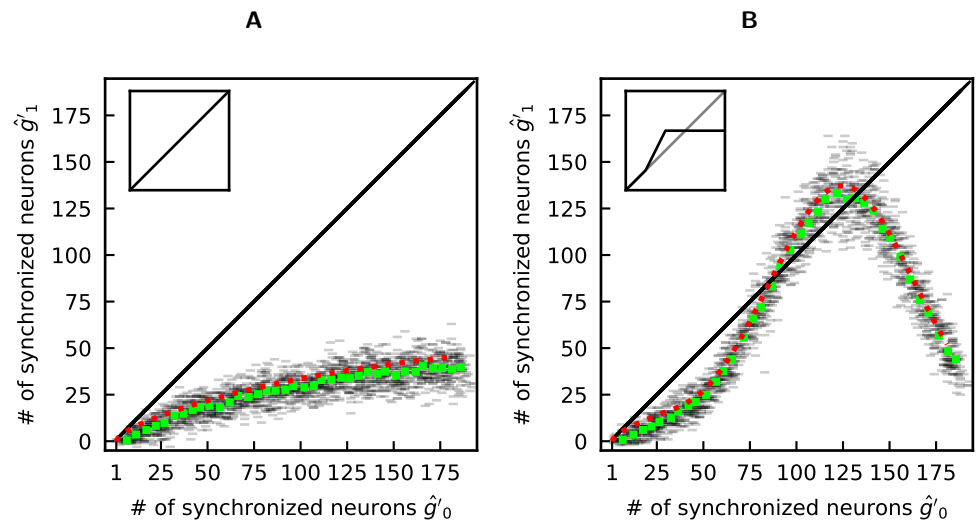 A
B
# of synchronized neurons ĝ′₁
175
150
125
100
75
50
25
0
1 25 50 75 100 125 150 175
# of synchronized neurons ĝ′₀
# of synchronized neurons ĝ′₁
175
150
125
100
75
50
25
0
1 25 50 75 100 125 150 175
# of synchronized neurons ĝ′₀